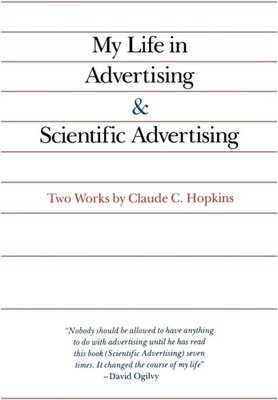 My Life in
Advertising
&
Scientific Advertising
Two Works by Claude C. Hopkins
"Nobody should be allowed to have anything
to do with advertising until he has read
this book (Scientific Advertising) seven
times. It changed the course of my life"
—David Ogilvy